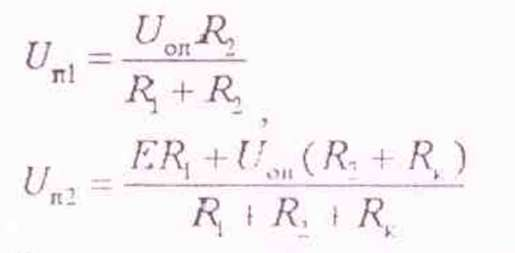 U_п1 = U_оп R_2 / (R_1 + R_2) ,
U_п2 = (E R_1 + U_оп (R_2 + R_к)) / (R_1 + R_2 + R_к)